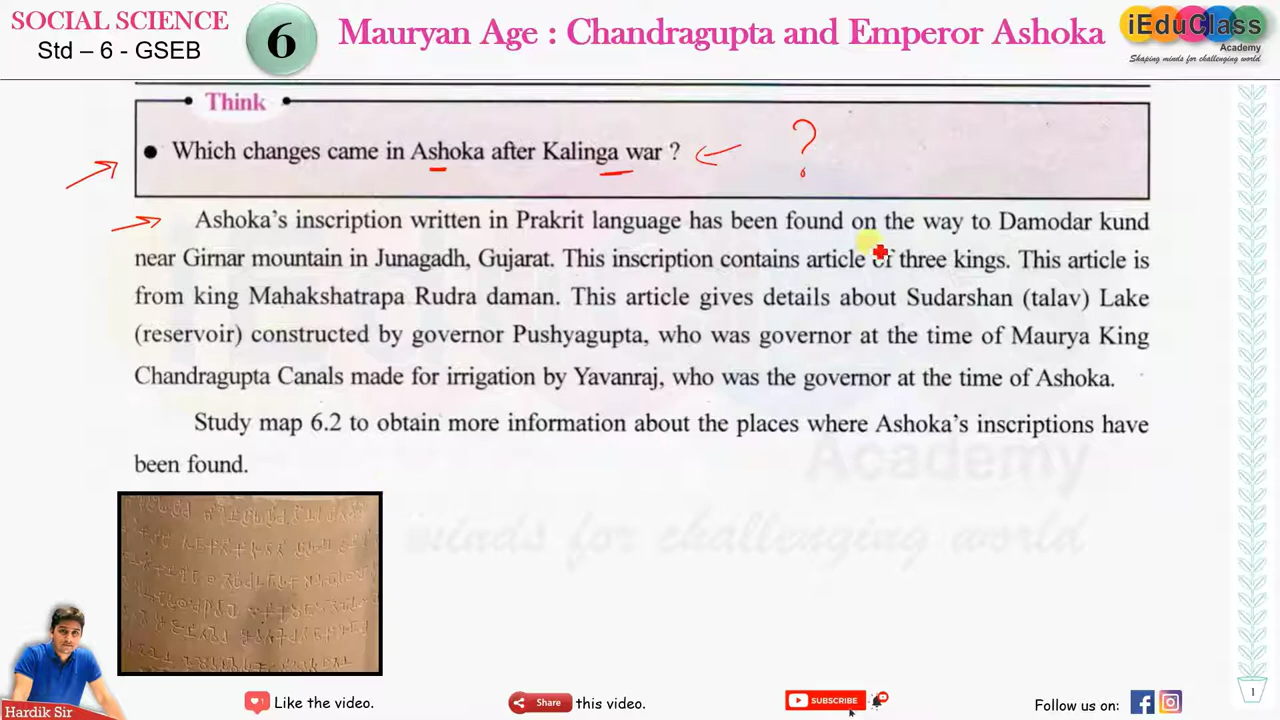 SOCIAL SCIENCE
Std – 6 - GSEB
6
Mauryan Age : Chandragupta and Emperor Ashoka
iEduClass
Academy
Shaping minds for challenging world
Think
● Which changes came in Ashoka after Kalinga war ?
?
Ashoka's inscription written in Prakrit language has been found on the way to Damodar kund
near Girnar mountain in Junagadh, Gujarat. This inscription contains article of three kings. This article is
from king Mahakshatrapa Rudra daman. This article gives details about Sudarshan (talav) Lake
(reservoir) constructed by governor Pushyagupta, who was governor at the time of Maurya King
Chandragupta Canals made for irrigation by Yavanraj, who was the governor at the time of Ashoka.
Study map 6.2 to obtain more information about the places where Ashoka's inscriptions have
been found.
Academy
minds for challenging world
Hardik Sir
Like the video.
Share this video.
SUBSCRIBE
Follow us on:
1